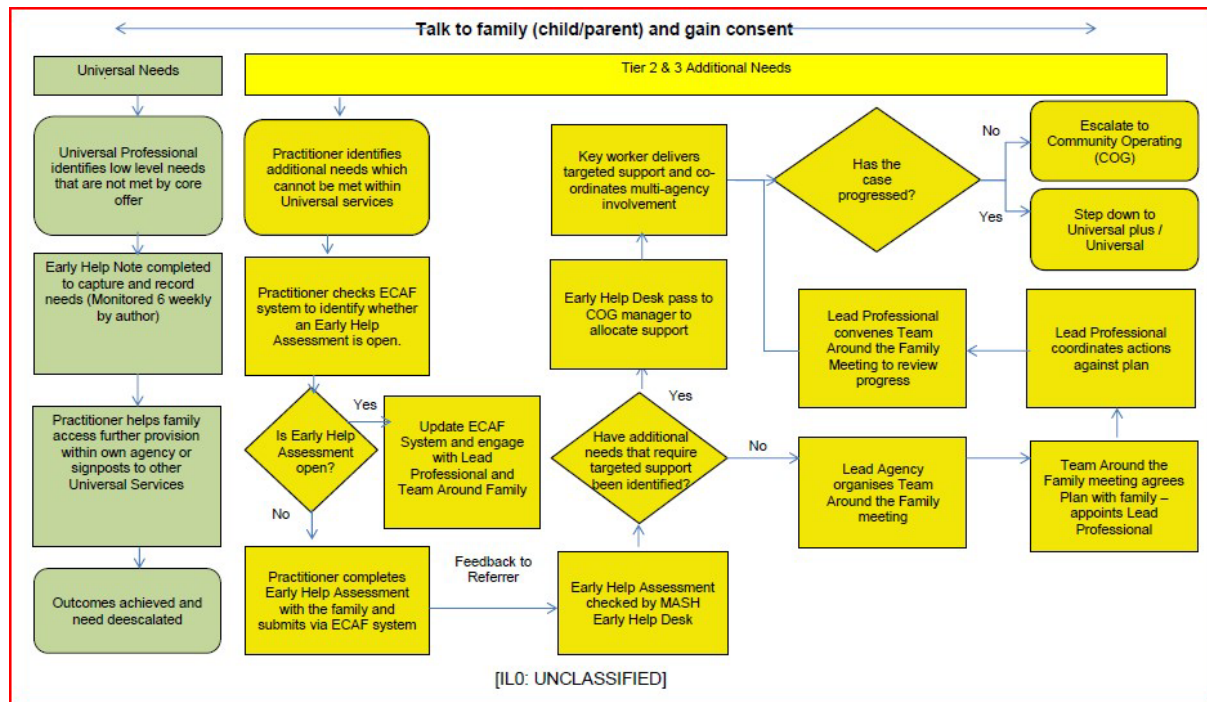 Talk to family (child/parent) and gain consent
Universal Needs
Tier 2 & 3 Additional Needs
Universal Professional
identifies low level needs
that are not met by core
offer
Early Help Note completed
to capture and record
needs (Monitored 6 weekly
by author)
Practitioner helps family
access further provision
within own agency or
signposts to other
Universal Services
Outcomes achieved and
need deescalated
Practitioner identifies
additional needs which
cannot be met within
Universal services
Practitioner checks ECAF
system to identify whether
an Early Help
Assessment is open.
Is Early Help
Assessment
open?
Yes
Update ECAF
System and engage
with Lead
Professional and
Team Around Family
No
Practitioner completes
Early Help Assessment
with the family and
submits via ECAF system
Feedback to
Referrer
Early Help Assessment
checked by MASH
Early Help Desk
Have additional
needs that require
targeted support
been identified?
Yes
Early Help Desk pass to
COG manager to
allocate support
Key worker delivers
targeted support and co-
ordinates multi-agency
involvement
No
Lead Agency
organises Team
Around the Family
meeting
Team Around the
Family meeting agrees
Plan with family –
appoints Lead
Professional
Lead Professional
coordinates actions
against plan
Lead Professional
convenes Team
Around the Family
Meeting to review
progress
Has the
case
progressed?
No
Escalate to
Community Operating
(COG)
Yes
Step down to
Universal plus /
Universal
[IL0: UNCLASSIFIED]